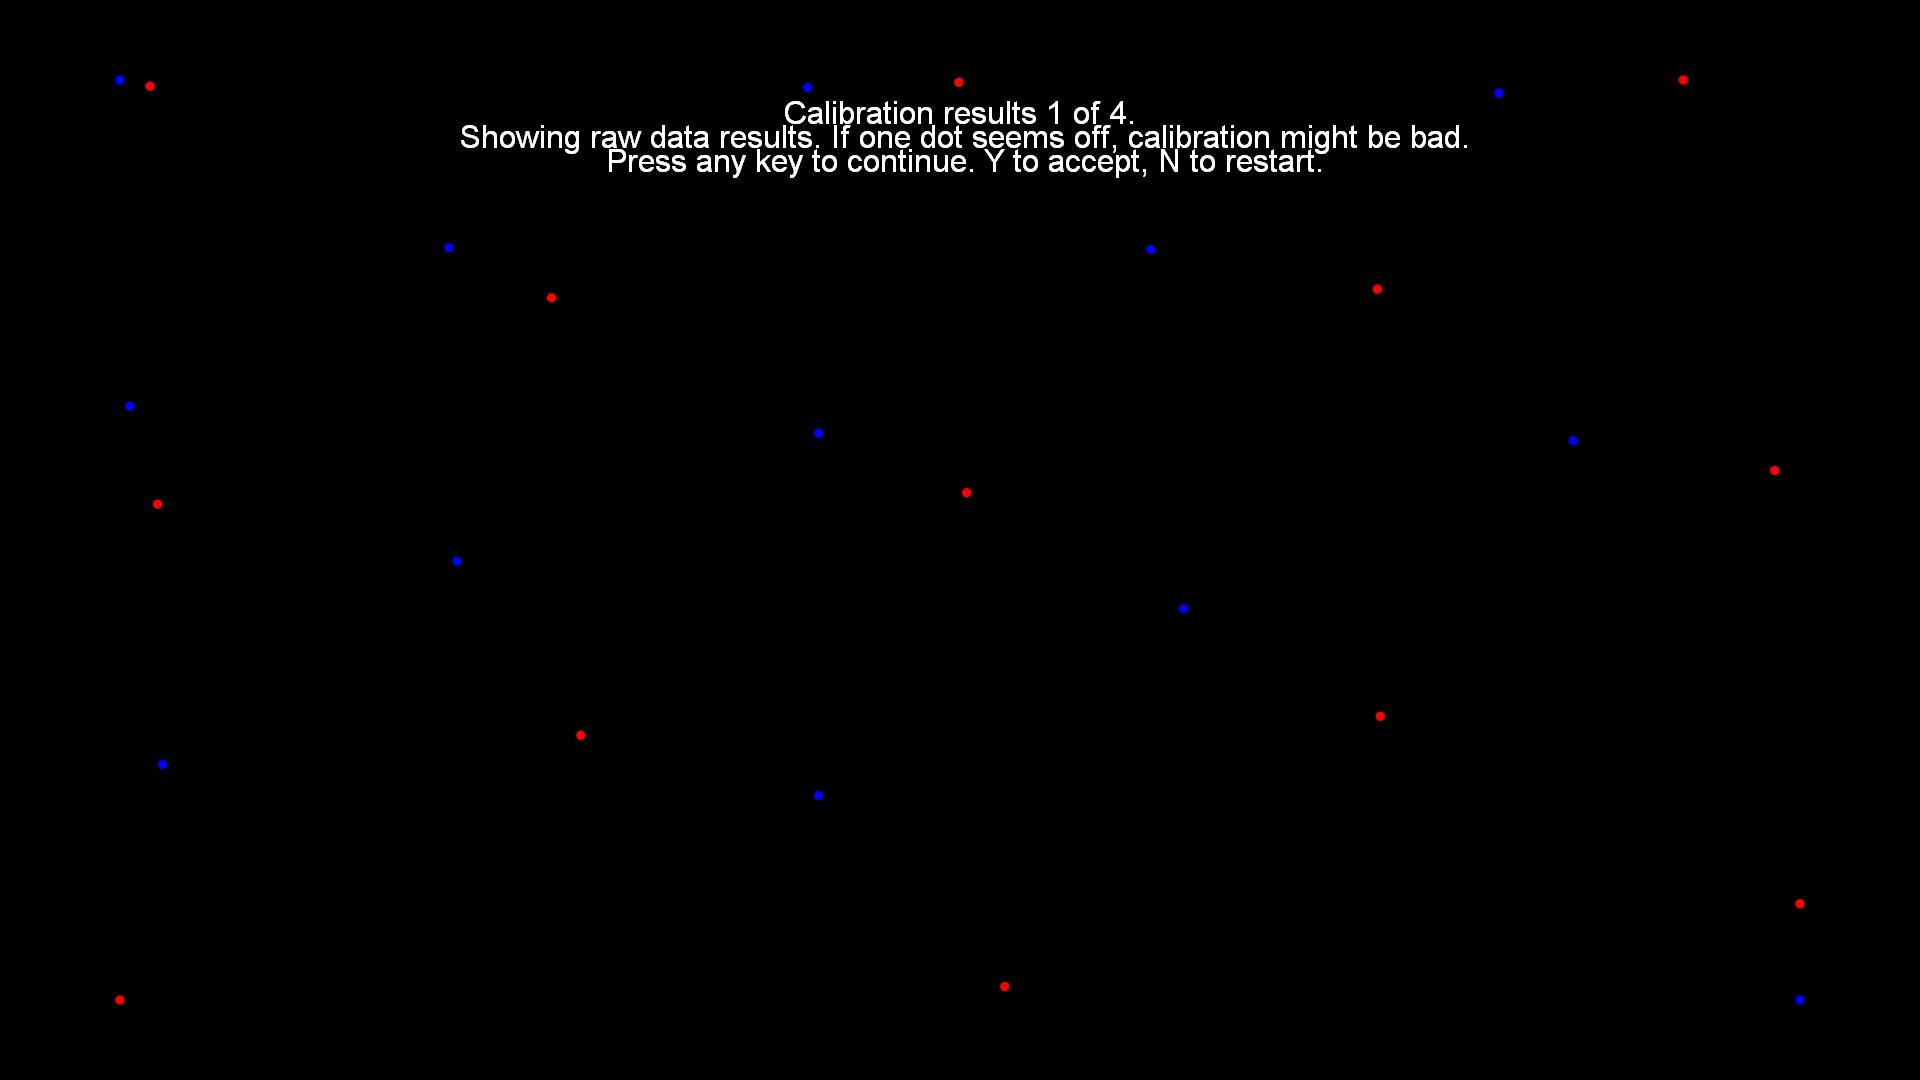 Calibration results 1 of 4.
Showing raw data results. If one dot seems off, calibration might be bad.
Press any key to continue. Y to accept, N to restart.